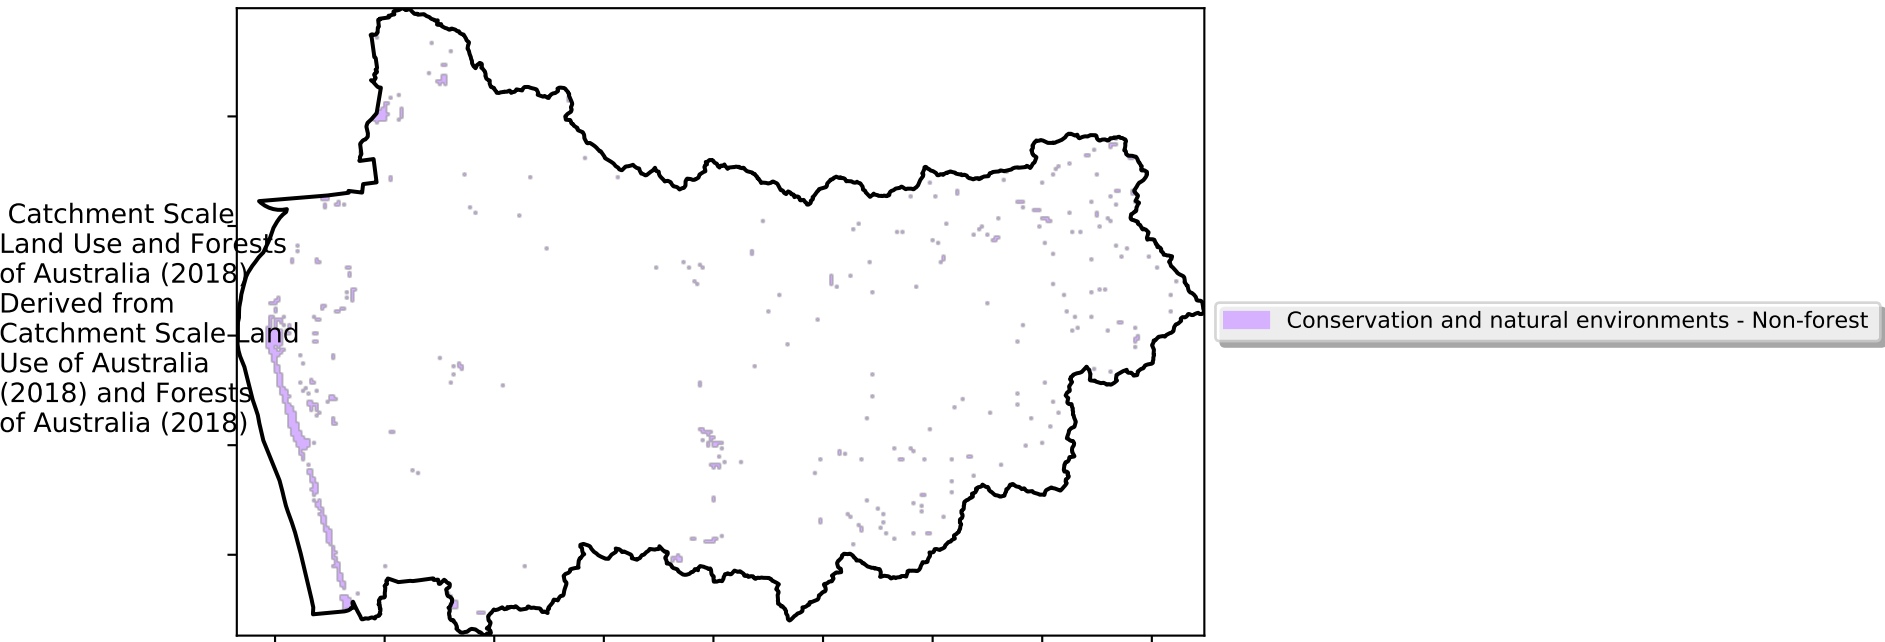 Catchment Scale
Land Use and Forests
of Australia (2018)
Derived from
Catchment Scale Land
Use of Australia
(2018) and Forests
of Australia (2018)
Conservation and natural environments - Non-forest